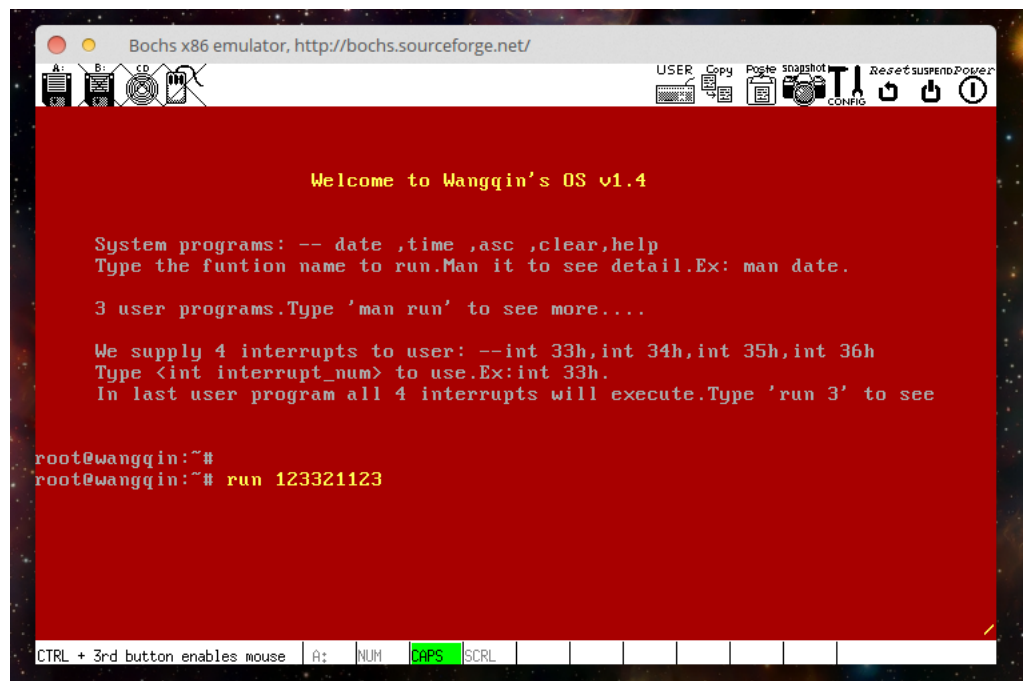 Bochs x86 emulator, http://bochs.sourceforge.net/
A: B: CD USER Copy Paste snapshot CONFIG Reset SUSPEND Power
Welcome to Wangqin's OS v1.4
System programs: -- date ,time ,asc ,clear,help
Type the funtion name to run.Man it to see detail.Ex: man date.
3 user programs.Type 'man run' to see more....
We supply 4 interrupts to user: --int 33h,int 34h,int 35h,int 36h
Type <int interrupt_num> to use.Ex:int 33h.
In last user program all 4 interrupts will execute.Type 'run 3' to see
root@wangqin:~#
root@wangqin:~# run 123321123
CTRL + 3rd button enables mouse A: NUM CAPS SCRL